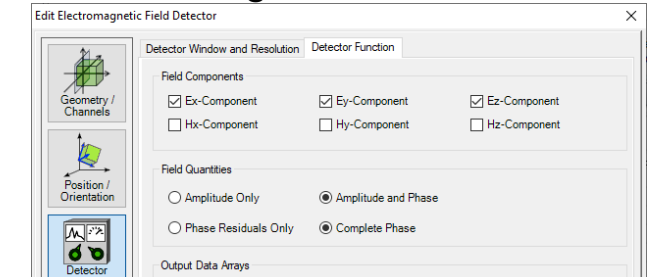 Edit Electromagnetic Field Detector
Detector Window and Resolution Detector Function
Geometry /
Channels
Field Components
Ex-Component Ey-Component Ez-Component
Hx-Component Hy-Component Hz-Component
Position /
Orientation
Field Quantities
Amplitude Only Amplitude and Phase
Phase Residuals Only Complete Phase
Detector
Output Data Arrays